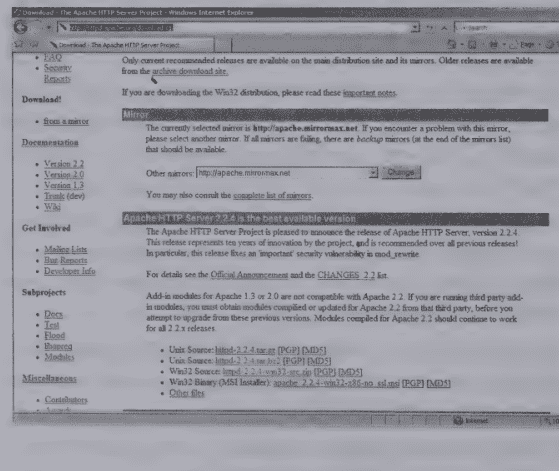 Download - The Apache HTTP Server Project - Windows Internet Explorer
Download - The Apache HTTP Server Project
Page
FAQ
Security
Reports
Download!
from a mirror
Documentation
Version 2.2
Version 2.0
Version 1.3
Trunk (dev)
Wiki
Get Involved
Mailing Lists
Bug Reports
Developer Info
Subprojects
Docs
Test
Flood
Modules
Miscellaneous
Contributors
Only current recommended releases are available on the main distribution site and its mirrors. Older releases are available
from the archive download site.
If you are downloading the Win32 distribution, please read these important notes.
Mirror
The currently selected mirror is http://apache.mirrormax.net. If you encounter a problem with this mirror,
please select another mirror. If all mirrors are failing, there are backup mirrors (at the end of the mirrors list)
that should be available.
Other mirrors: http://apache.mirrormax.net Change
You may also consult the complete list of mirrors.
Apache HTTP Server 2.2.4 is the best available version
The Apache HTTP Server Project is pleased to announce the release of Apache HTTP Server, version 2.2.4.
This release represents ten years of innovation by the project, and is recommended over all previous releases!
In particular, this release fixes an 'important' security vulnerability in mod_rewrite.
For details see the Official Announcement and the CHANGES_2.2 list.
Add-in modules for Apache 1.3 or 2.0 are not compatible with Apache 2.2. If you are running third party add-
in modules, you must obtain modules compiled or updated for Apache 2.2 from that third party, before you
attempt to upgrade from these previous versions. Modules compiled for Apache 2.2 should continue to work
for all 2.2.x releases.
Unix Source: httpd-2.2.4.tar.gz [PGP] [MD5]
Unix Source: httpd-2.2.4.tar.bz2 [PGP] [MD5]
Win32 Source: httpd-2.2.4-win32-src.zip [PGP] [MD5]
Win32 Binary (MSI Installer): apache_2.2.4-win32-x86-no_ssl.msi [PGP] [MD5]
Other files
Internet